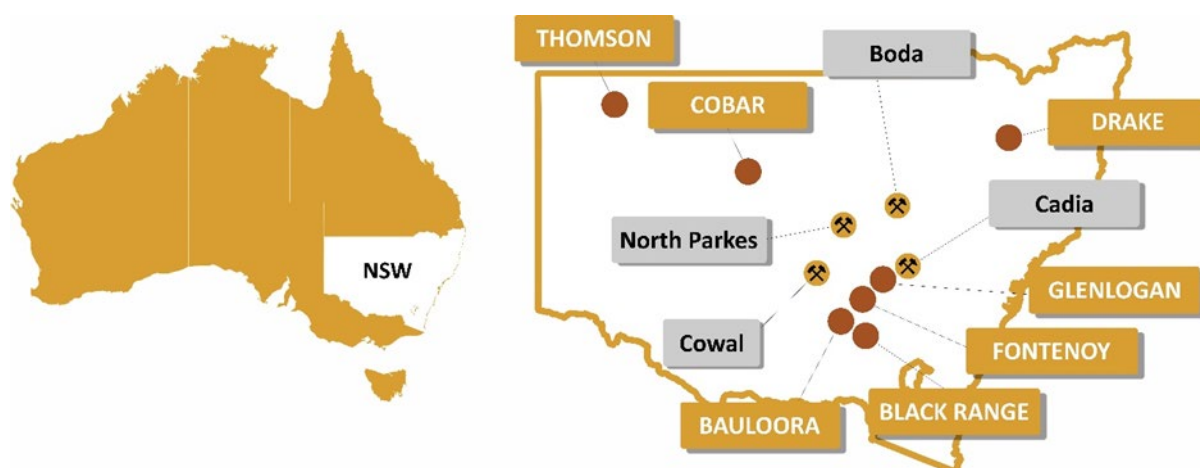 NSW
THOMSON
Boda
COBAR
DRAKE
Cadia
North Parkes
GLENLOGAN
Cowal
FONTENOY
BLACK RANGE
BAULOORA